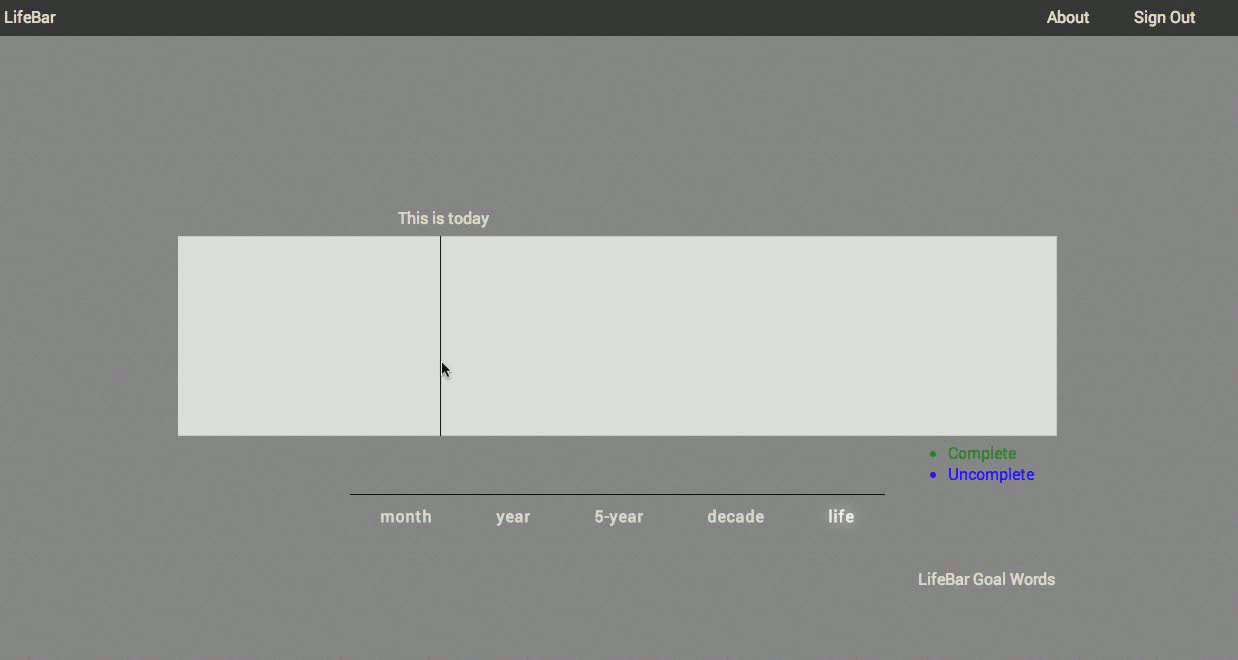 LifeBar About Sign Out
This is today
Complete
Uncomplete
month year 5-year decade life
LifeBar Goal Words